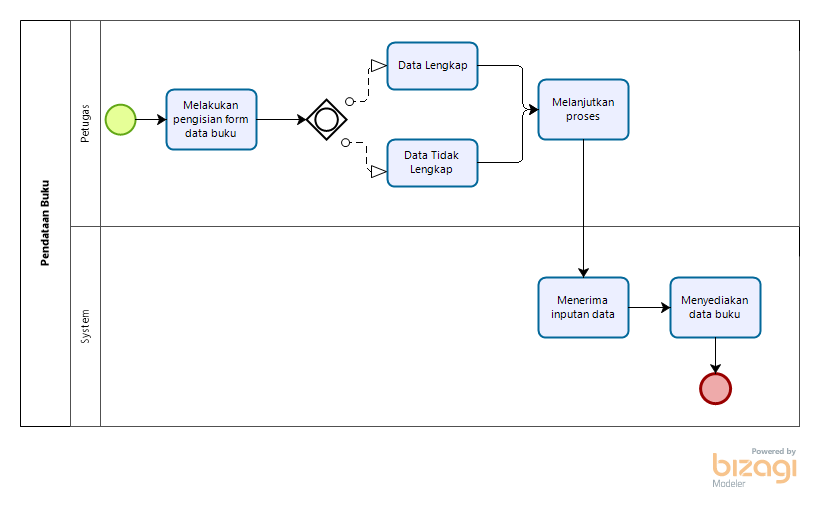 Pendataan Buku
Petugas
Melakukan
pengisian form
data buku
Data Lengkap
Data Tidak
Lengkap
Melanjutkan
proses
System
Menerima
inputan data
Menyediakan
data buku
Powered by
bizagi
Modeler